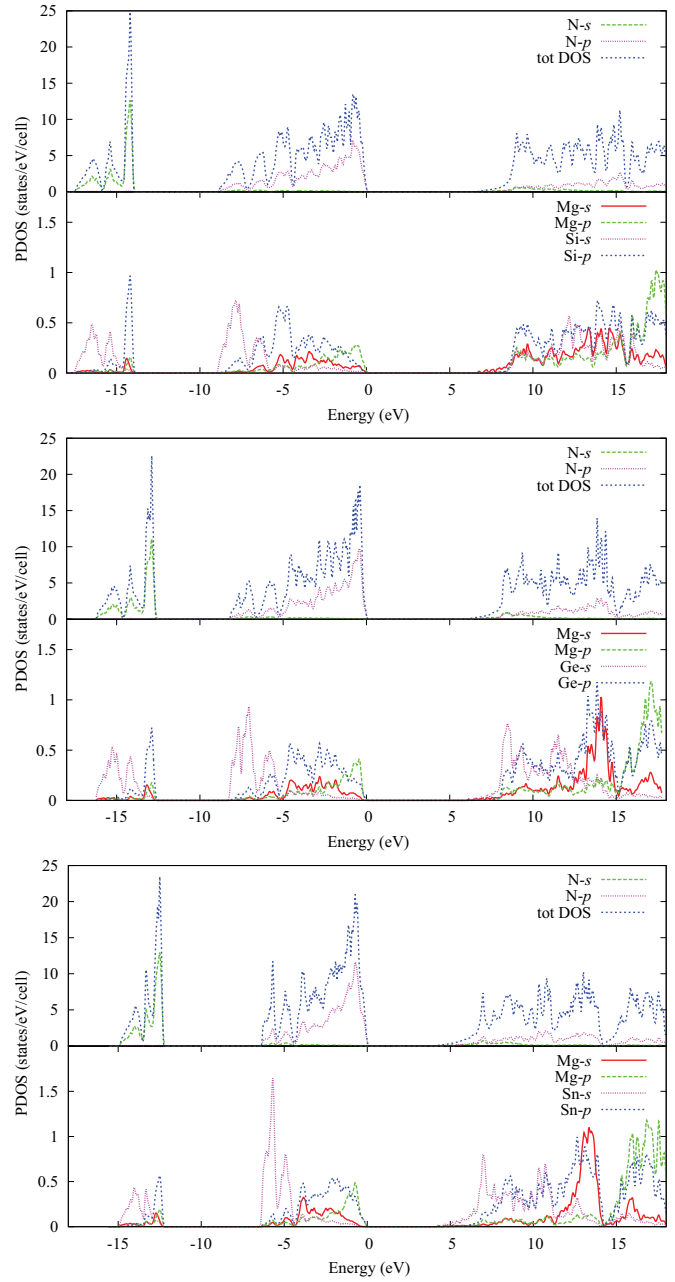 25
20
15
10
5
0
N-s
N-p
tot DOS
PDOS (states/eV/cell)
1
0.5
0
Mg-s
Mg-p
Si-s
Si-p
-15 -10 -5 0 5 10 15
Energy (eV)
25
20
15
10
5
0
N-s
N-p
tot DOS
PDOS (states/eV/cell)
1.5
1
0.5
0
Mg-s
Mg-p
Ge-s
Ge-p
-15 -10 -5 0 5 10 15
Energy (eV)
25
20
15
10
5
0
N-s
N-p
tot DOS
PDOS (states/eV/cell)
1.5
1
0.5
0
Mg-s
Mg-p
Sn-s
Sn-p
-15 -10 -5 0 5 10 15
Energy (eV)